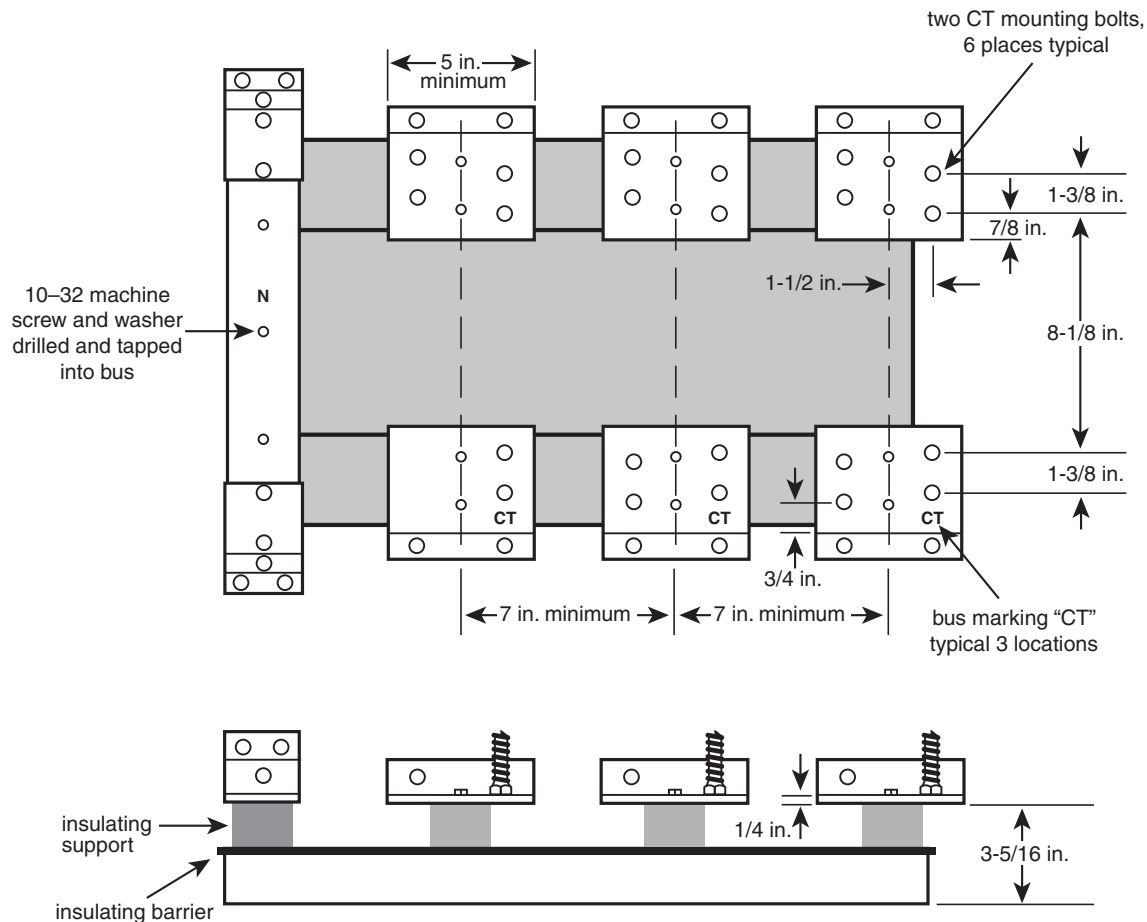 two CT mounting bolts,
6 places typical
5 in.
minimum
1-3/8 in.
7/8 in.
1-1/2 in.
N
10–32 machine
screw and washer
drilled and tapped
into bus
8-1/8 in.
1-3/8 in.
CT
CT
CT
3/4 in.
7 in. minimum
7 in. minimum
bus marking “CT”
typical 3 locations
insulating
support
1/4 in.
3-5/16 in.
insulating barrier